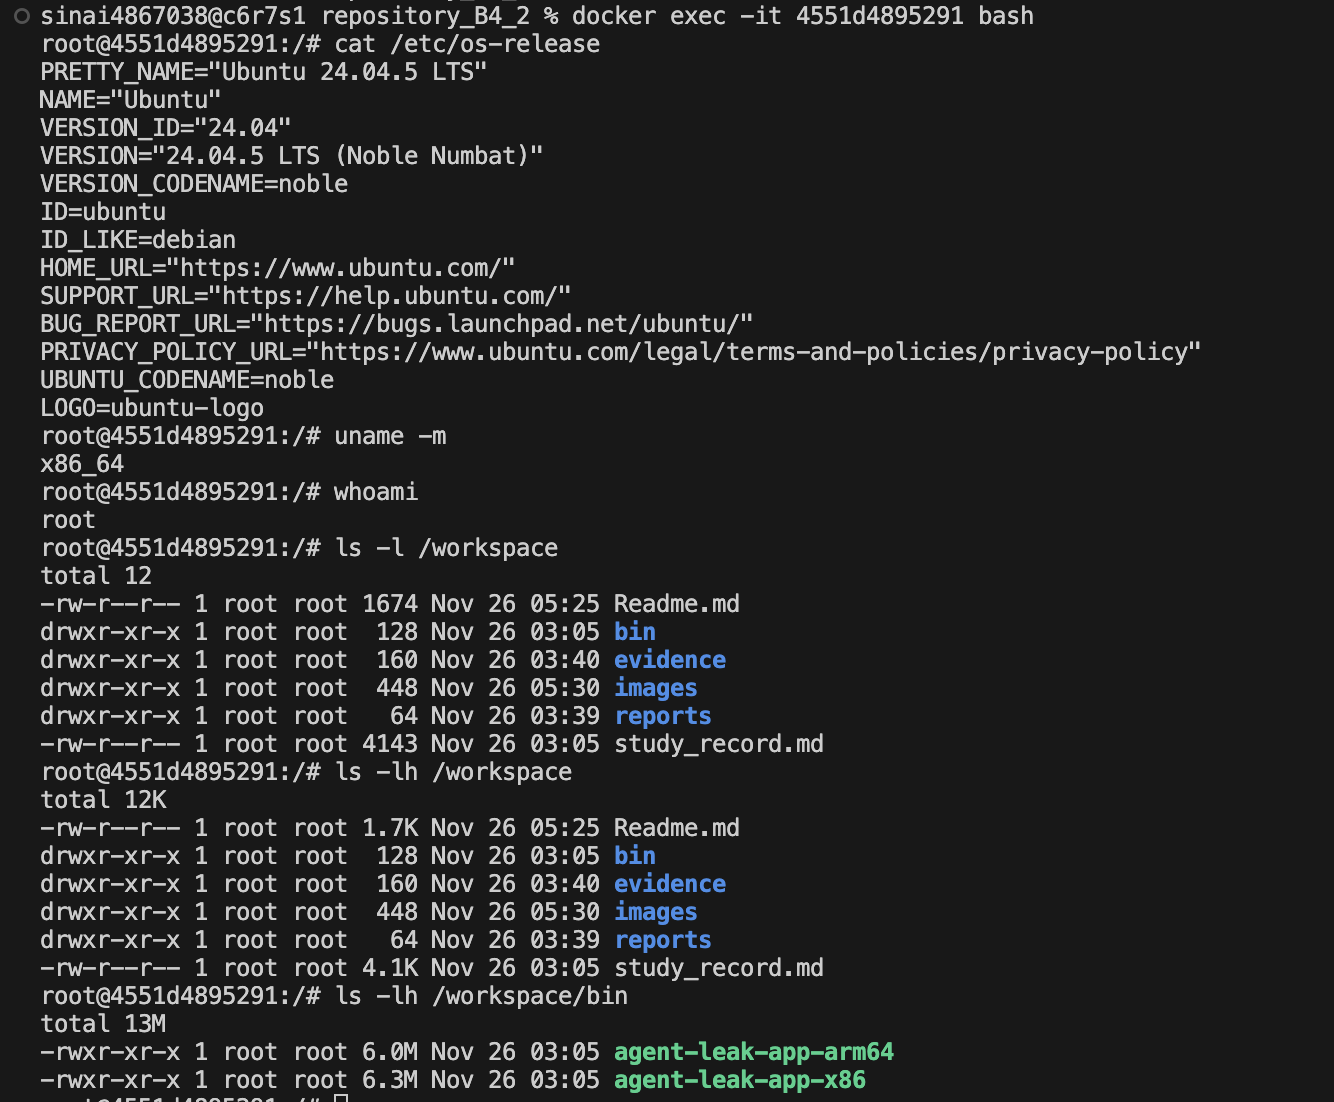 sinai4867038@c6r7s1 repository_B4_2 % docker exec -it 4551d4895291 bash
root@4551d4895291:/# cat /etc/os-release
PRETTY_NAME="Ubuntu 24.04.5 LTS"
NAME="Ubuntu"
VERSION_ID="24.04"
VERSION="24.04.5 LTS (Noble Numbat)"
VERSION_CODENAME=noble
ID=ubuntu
ID_LIKE=debian
HOME_URL="https://www.ubuntu.com/"
SUPPORT_URL="https://help.ubuntu.com/"
BUG_REPORT_URL="https://bugs.launchpad.net/ubuntu/"
PRIVACY_POLICY_URL="https://www.ubuntu.com/legal/terms-and-policies/privacy-policy"
UBUNTU_CODENAME=noble
LOGO=ubuntu-logo
root@4551d4895291:/# uname -m
x86_64
root@4551d4895291:/# whoami
root
root@4551d4895291:/# ls -l /workspace
total 12
-rw-r--r-- 1 root root 1674 Nov 26 05:25 Readme.md
drwxr-xr-x 1 root root  128 Nov 26 03:05 bin
drwxr-xr-x 1 root root  160 Nov 26 03:40 evidence
drwxr-xr-x 1 root root  448 Nov 26 05:30 images
drwxr-xr-x 1 root root   64 Nov 26 03:39 reports
-rw-r--r-- 1 root root 4143 Nov 26 03:05 study_record.md
root@4551d4895291:/# ls -lh /workspace
total 12K
-rw-r--r-- 1 root root 1.7K Nov 26 05:25 Readme.md
drwxr-xr-x 1 root root  128 Nov 26 03:05 bin
drwxr-xr-x 1 root root  160 Nov 26 03:40 evidence
drwxr-xr-x 1 root root  448 Nov 26 05:30 images
drwxr-xr-x 1 root root   64 Nov 26 03:39 reports
-rw-r--r-- 1 root root 4.1K Nov 26 03:05 study_record.md
root@4551d4895291:/# ls -lh /workspace/bin
total 13M
-rwxr-xr-x 1 root root 6.0M Nov 26 03:05 agent-leak-app-arm64
-rwxr-xr-x 1 root root 6.3M Nov 26 03:05 agent-leak-app-x86